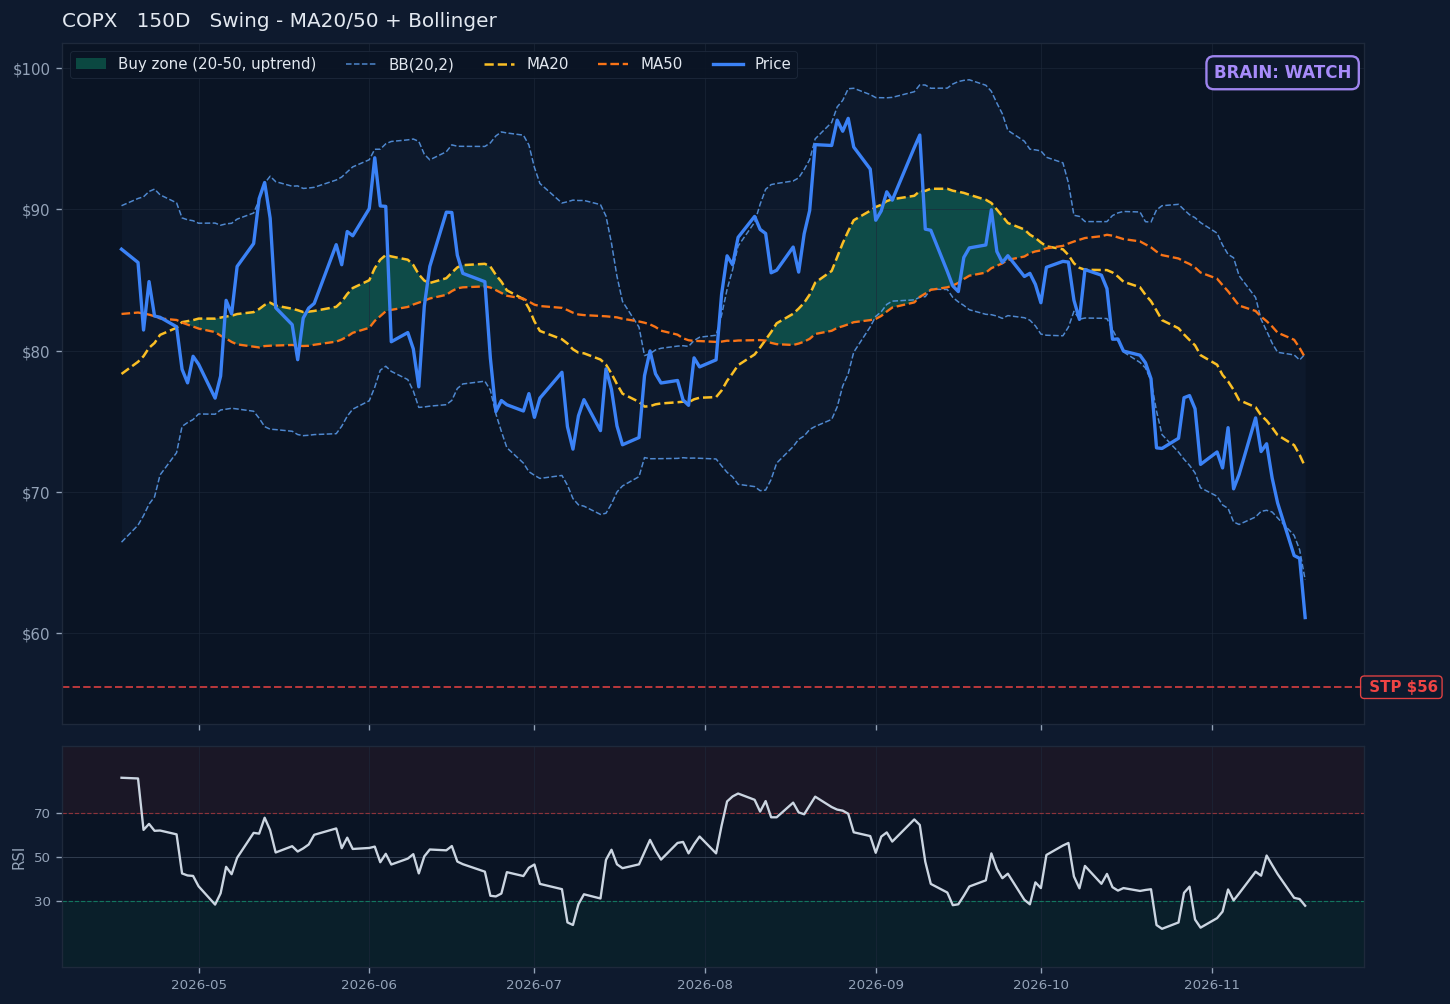 COPX   150D   Swing - MA20/50 + Bollinger
Buy zone (20-50, uptrend)   BB(20,2)   MA20   MA50   Price
BRAIN: WATCH
$100
$90
$80
$70
$60
STP $56
70
50
30
RSI
2026-05   2026-06   2026-07   2026-08   2026-09   2026-10   2026-11